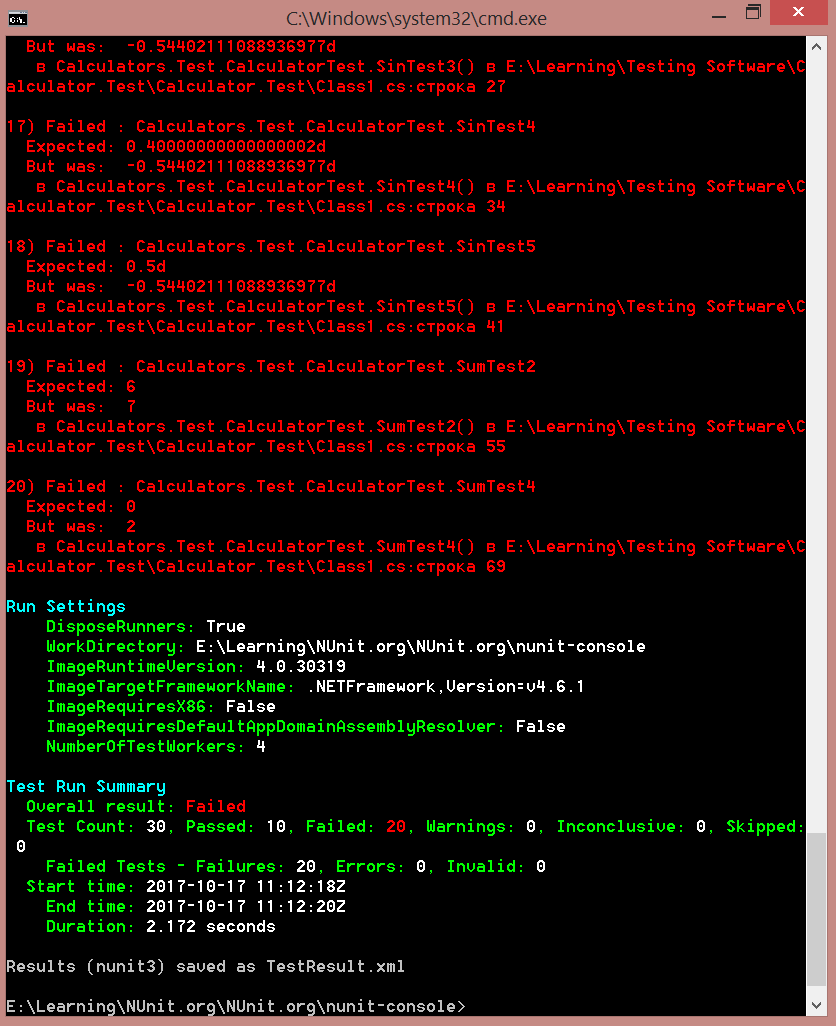 C:\Windows\system32\cmd.exe
But was:  -0.54402111088936977d
в Calculators.Test.CalculatorTest.SinTest3() в E:\Learning\Testing Software\C
alculator.Test\Calculator.Test\Class1.cs:строка 27
17) Failed : Calculators.Test.CalculatorTest.SinTest4
Expected: 0.40000000000000002d
But was:  -0.54402111088936977d
в Calculators.Test.CalculatorTest.SinTest4() в E:\Learning\Testing Software\C
alculator.Test\Calculator.Test\Class1.cs:строка 34
18) Failed : Calculators.Test.CalculatorTest.SinTest5
Expected: 0.5d
But was:  -0.54402111088936977d
в Calculators.Test.CalculatorTest.SinTest5() в E:\Learning\Testing Software\C
alculator.Test\Calculator.Test\Class1.cs:строка 41
19) Failed : Calculators.Test.CalculatorTest.SumTest2
Expected: 6
But was:  7
в Calculators.Test.CalculatorTest.SumTest2() в E:\Learning\Testing Software\C
alculator.Test\Calculator.Test\Class1.cs:строка 55
20) Failed : Calculators.Test.CalculatorTest.SumTest4
Expected: 0
But was:  2
в Calculators.Test.CalculatorTest.SumTest4() в E:\Learning\Testing Software\C
alculator.Test\Calculator.Test\Class1.cs:строка 69
Run Settings
DisposeRunners: True
WorkDirectory: E:\Learning\NUnit.org\NUnit.org\nunit-console
ImageRuntimeVersion: 4.0.30319
ImageTargetFrameworkName: .NETFramework,Version=v4.6.1
ImageRequiresX86: False
ImageRequiresDefaultAppDomainAssemblyResolver: False
NumberOfTestWorkers: 4
Test Run Summary
Overall result: Failed
Test Count: 30, Passed: 10, Failed: 20, Warnings: 0, Inconclusive: 0, Skipped:
0
Failed Tests - Failures: 20, Errors: 0, Invalid: 0
Start time: 2017-10-17 11:12:18Z
End time: 2017-10-17 11:12:20Z
Duration: 2.172 seconds
Results (nunit3) saved as TestResult.xml
E:\Learning\NUnit.org\NUnit.org\nunit-console>